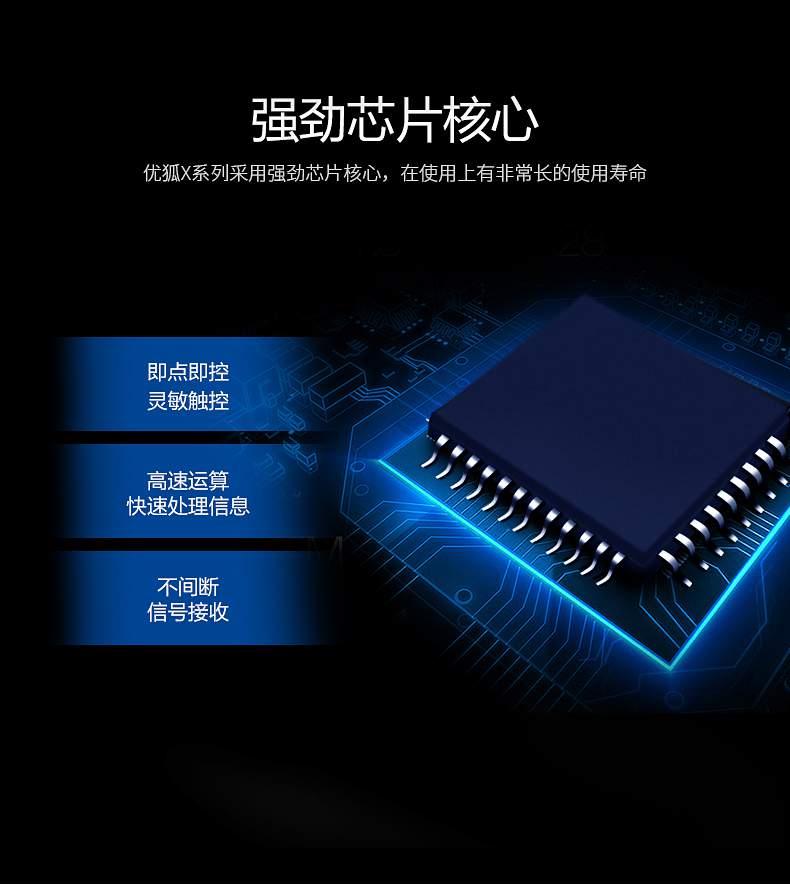 强劲芯片核心
优狐X系列采用强劲芯片核心，在使用上有非常长的使用寿命
即点即控
灵敏触控
高速运算
快速处理信息
不间断
信号接收